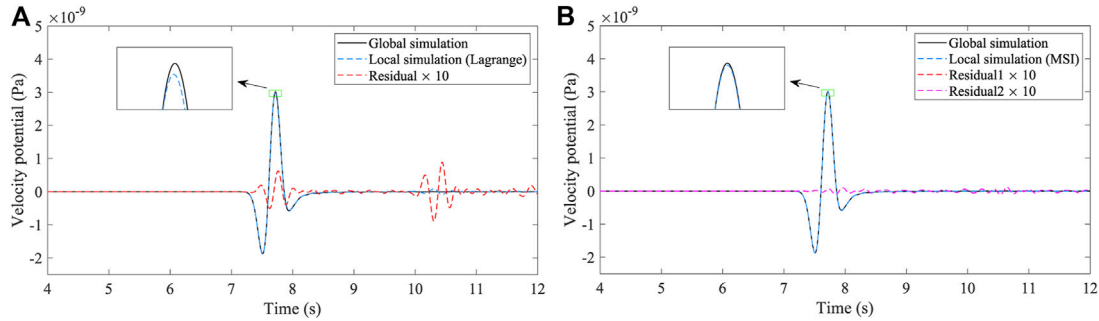 A
×10⁻⁹
5
4
3
2
1
0
-1
-2
Velocity potential (Pa)
4
5
6
7
8
9
10
11
12
Time (s)
Global simulation
Local simulation (Lagrange)
Residual × 10
B
×10⁻⁹
5
4
3
2
1
0
-1
-2
Velocity potential (Pa)
4
5
6
7
8
9
10
11
12
Time (s)
Global simulation
Local simulation (MSI)
Residual1 × 10
Residual2 × 10